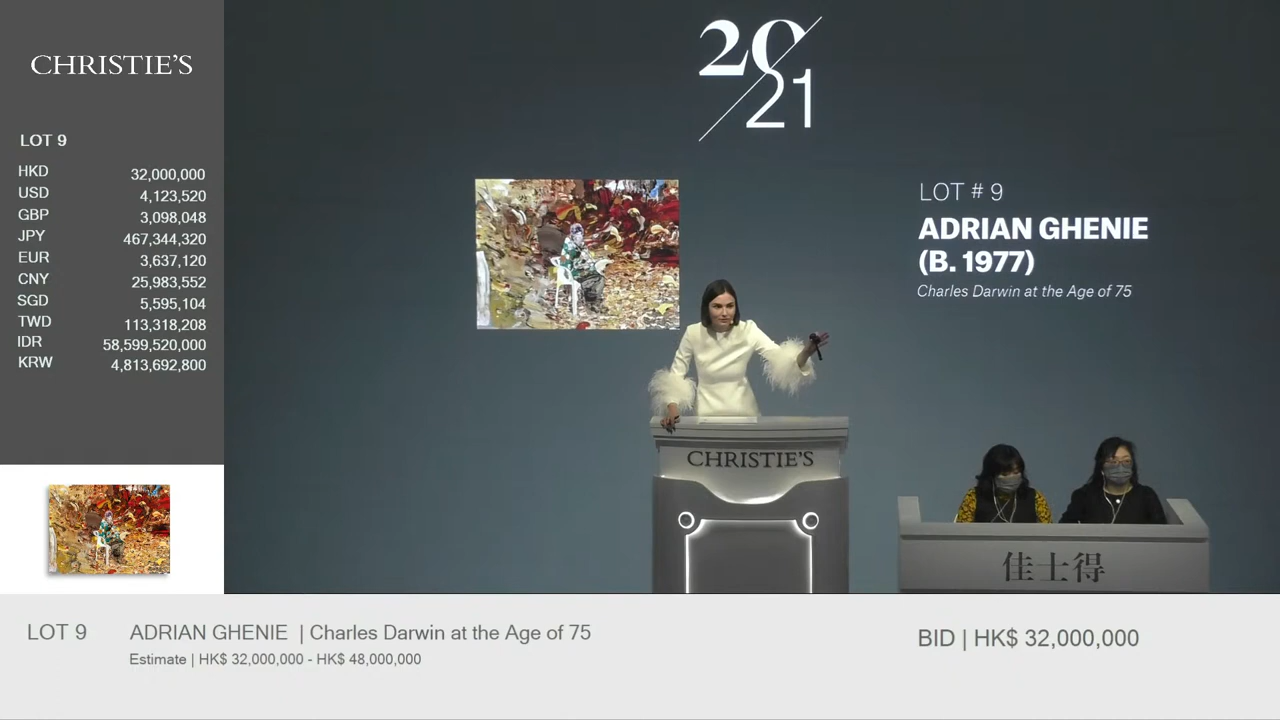 CHRISTIE'S
LOT 9
HKD 32,000,000
USD 4,123,520
GBP 3,098,048
JPY 467,344,320
EUR 3,637,120
CNY 25,983,552
SGD 5,595,104
TWD 113,318,208
IDR 58,599,520,000
KRW 4,813,692,800
20
21
LOT # 9
ADRIAN GHENIE
(B. 1977)
Charles Darwin at the Age of 75
CHRISTIE'S
佳士得
LOT 9 ADRIAN GHENIE | Charles Darwin at the Age of 75
Estimate | HK$ 32,000,000 - HK$ 48,000,000
BID | HK$ 32,000,000